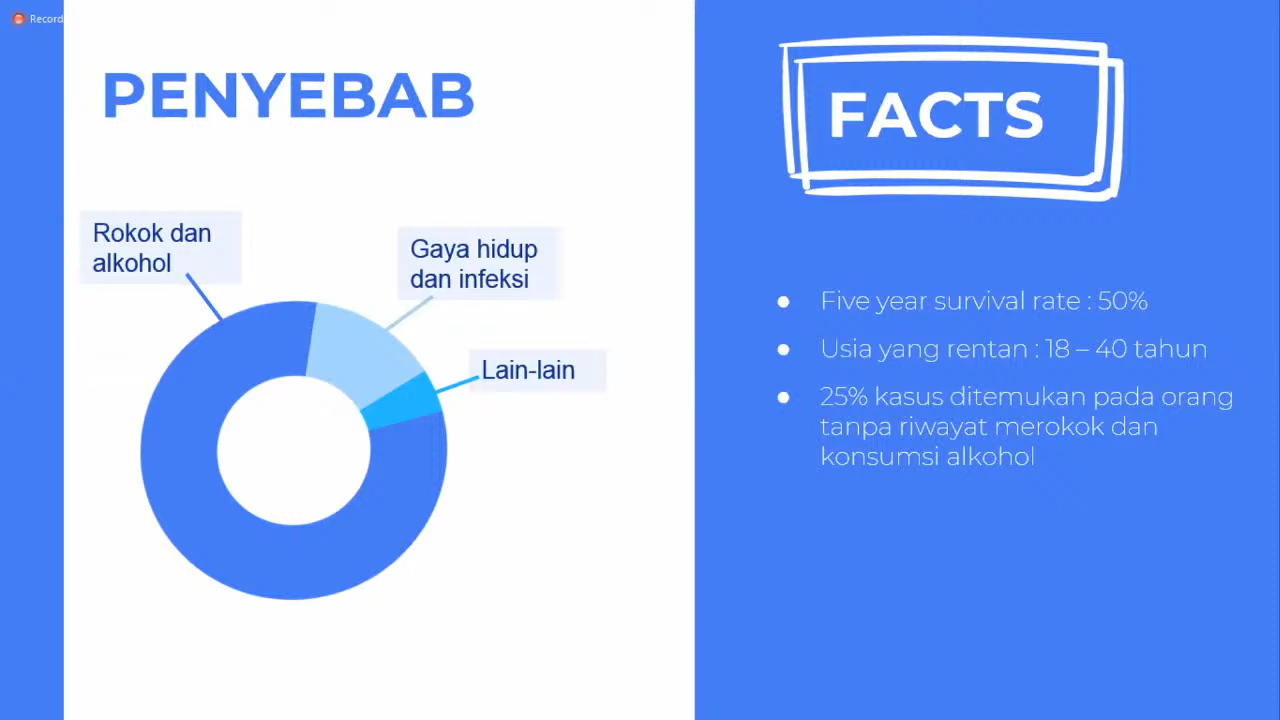 Record
PENYEBAB
Rokok dan
alkohol
Gaya hidup
dan infeksi
Lain-lain
FACTS
● Five year survival rate : 50%
● Usia yang rentan : 18 – 40 tahun
● 25% kasus ditemukan pada orang
tanpa riwayat merokok dan
konsumsi alkohol